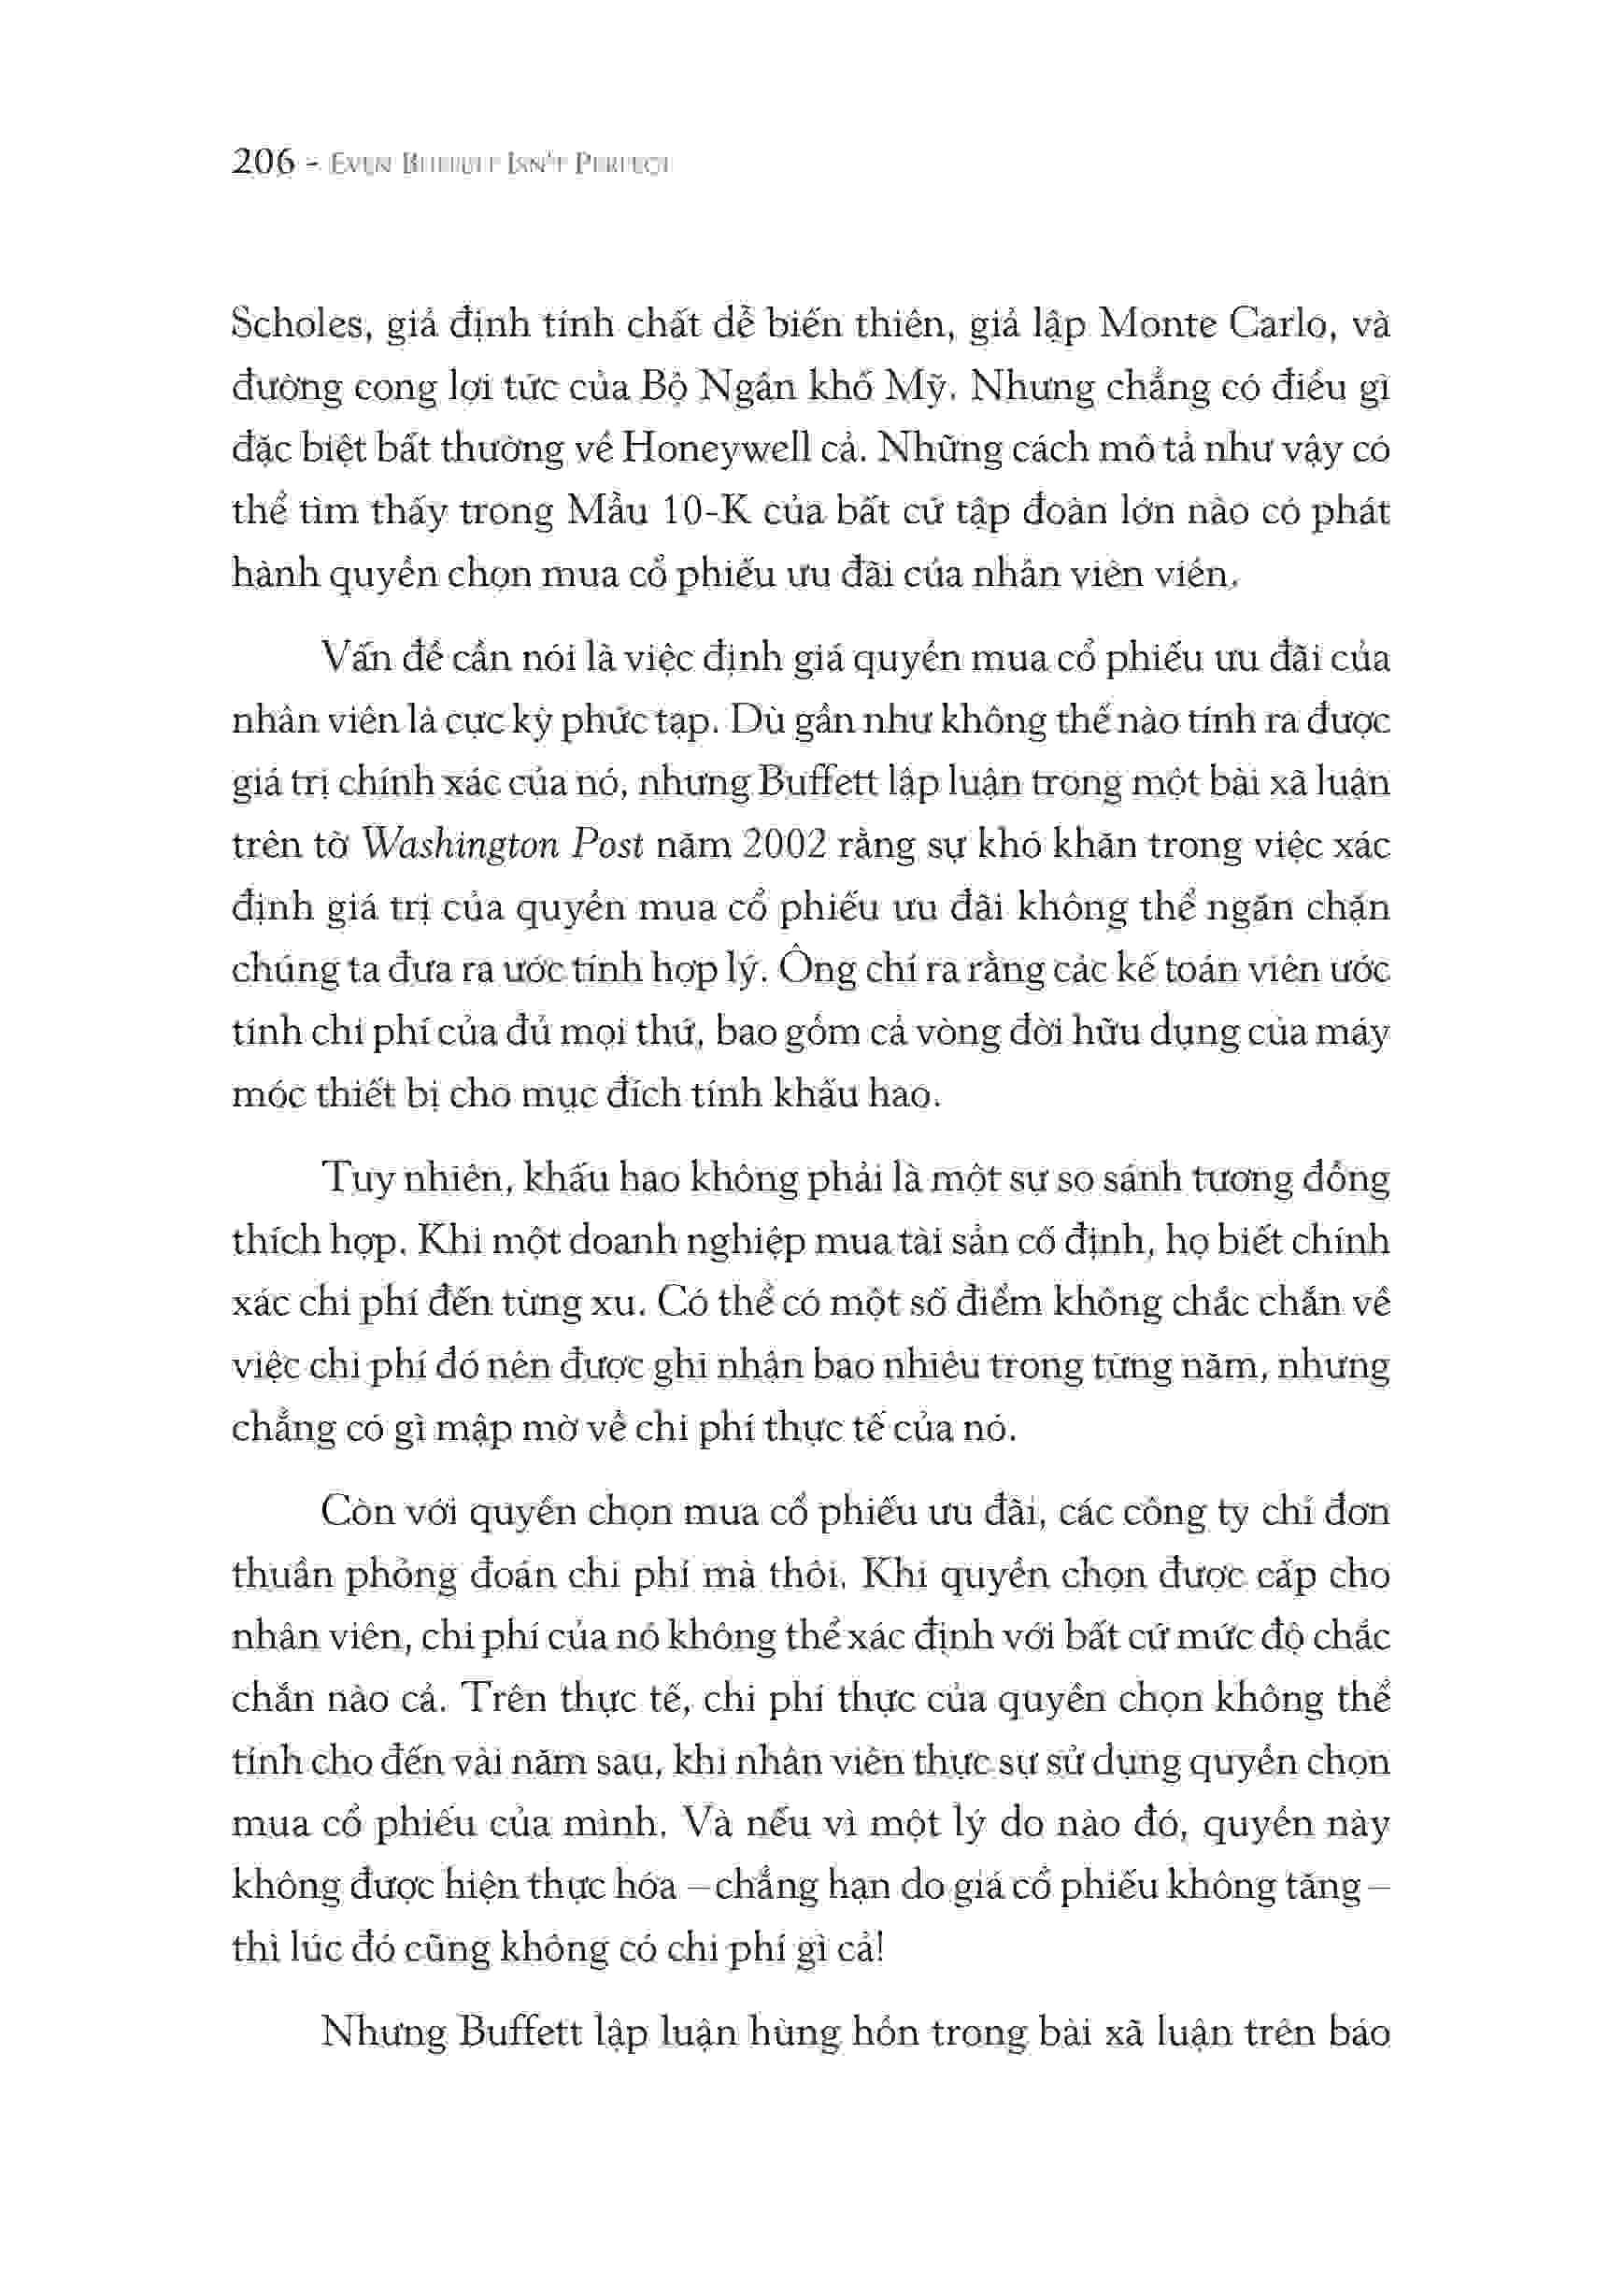 206 - EVEN BUFFETT ISN'T PERFECT
Scholes, giả định tính chất dễ biến thiên, giả lập Monte Carlo, và
đường cong lợi tức của Bộ Ngân khố Mỹ. Nhưng chẳng có điều gì
đặc biệt bất thường về Honeywell cả. Những cách mô tả như vậy có
thể tìm thấy trong Mẫu 10-K của bất cứ tập đoàn lớn nào có phát
hành quyền chọn mua cổ phiếu ưu đãi của nhân viên viên.
Vấn đề cần nói là việc định giá quyền mua cổ phiếu ưu đãi của
nhân viên là cực kỳ phức tạp. Dù gần như không thể nào tính ra được
giá trị chính xác của nó, nhưng Buffett lập luận trong một bài xã luận
trên tờ Washington Post năm 2002 rằng sự khó khăn trong việc xác
định giá trị của quyền mua cổ phiếu ưu đãi không thể ngăn chặn
chúng ta đưa ra ước tính hợp lý. Ông chỉ ra rằng các kế toán viên ước
tính chi phí của đủ mọi thứ, bao gồm cả vòng đời hữu dụng của máy
móc thiết bị cho mục đích tính khấu hao.
Tuy nhiên, khấu hao không phải là một sự so sánh tương đồng
thích hợp. Khi một doanh nghiệp mua tài sản cố định, họ biết chính
xác chi phí đến từng xu. Có thể có một số điểm không chắc chắn về
việc chi phí đó nên được ghi nhận bao nhiêu trong từng năm, nhưng
chẳng có gì mập mờ về chi phí thực tế của nó.
Còn với quyền chọn mua cổ phiếu ưu đãi, các công ty chỉ đơn
thuần phỏng đoán chi phí mà thôi. Khi quyền chọn được cấp cho
nhân viên, chi phí của nó không thể xác định với bất cứ mức độ chắc
chắn nào cả. Trên thực tế, chi phí thực của quyền chọn không thể
tính cho đến vài năm sau, khi nhân viên thực sự sử dụng quyền chọn
mua cổ phiếu của mình. Và nếu vì một lý do nào đó, quyền này
không được hiện thực hóa – chẳng hạn do giá cổ phiếu không tăng –
thì lúc đó cũng không có chi phí gì cả!
Nhưng Buffett lập luận hùng hồn trong bài xã luận trên báo